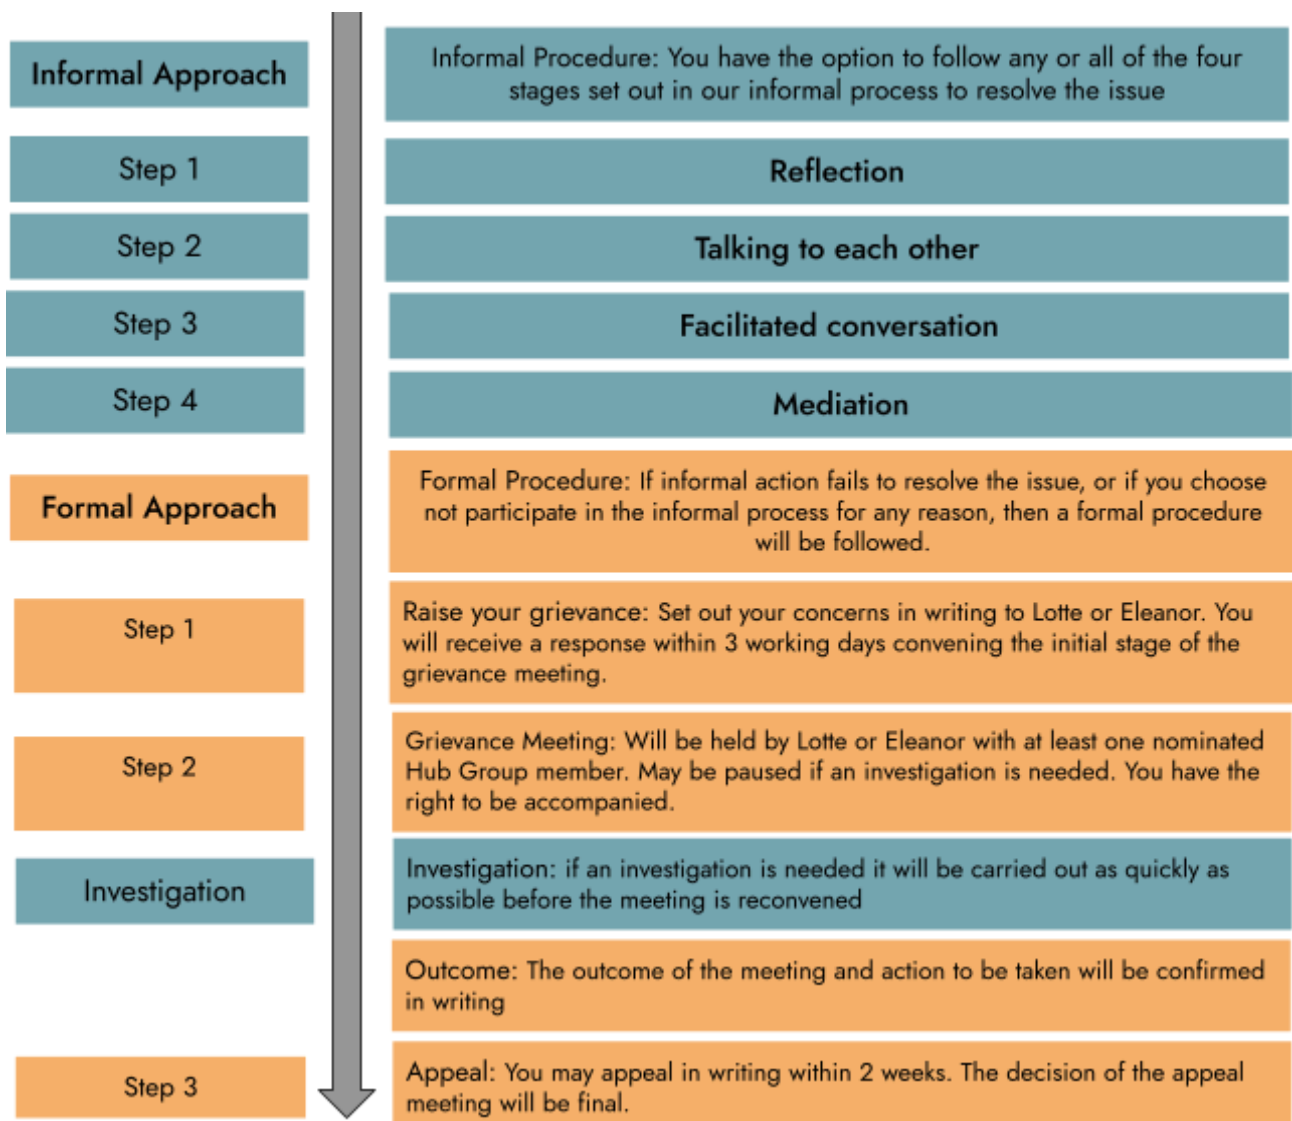 Informal Approach
Informal Procedure: You have the option to follow any or all of the four
stages set out in our informal process to resolve the issue
Step 1
Reflection
Step 2
Talking to each other
Step 3
Facilitated conversation
Step 4
Mediation
Formal Approach
Formal Procedure: If informal action fails to resolve the issue, or if you choose
not participate in the informal process for any reason, then a formal procedure
will be followed.
Step 1
Raise your grievance: Set out your concerns in writing to Lotte or Eleanor. You
will receive a response within 3 working days convening the initial stage of the
grievance meeting.
Step 2
Grievance Meeting: Will be held by Lotte or Eleanor with at least one nominated
Hub Group member. May be paused if an investigation is needed. You have the
right to be accompanied.
Investigation
Investigation: if an investigation is needed it will be carried out as quickly as
possible before the meeting is reconvened
Outcome: The outcome of the meeting and action to be taken will be confirmed
in writing
Step 3
Appeal: You may appeal in writing within 2 weeks. The decision of the appeal
meeting will be final.